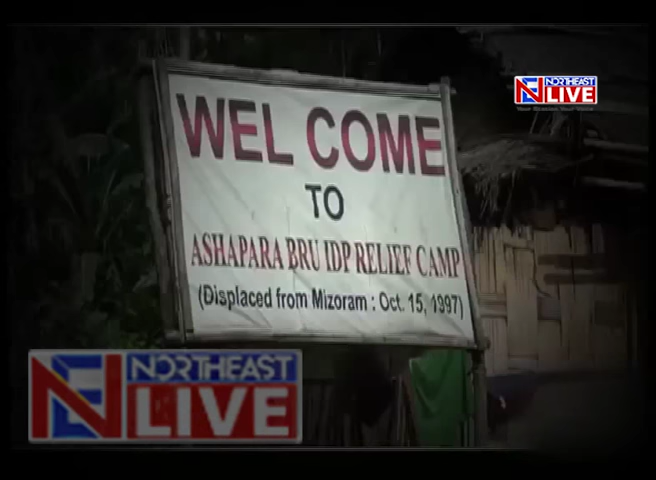 NORTHEAST
LIVE
WEL COME
TO
ASHAPARA BRU IDP RELIEF CAMP
(Displaced from Mizoram : Oct. 15, 1997)
NORTHEAST
LIVE